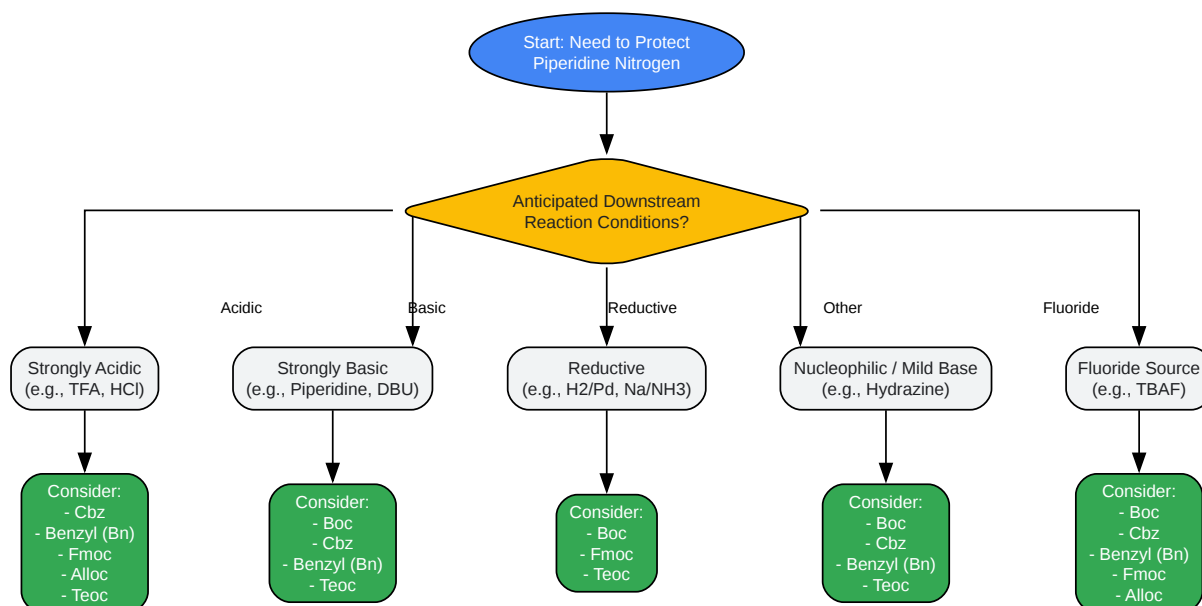 Start: Need to Protect
Piperidine Nitrogen
Anticipated Downstream
Reaction Conditions?
Acidic
Basic
Reductive
Other
Fluoride
Strongly Acidic
(e.g., TFA, HCl)
Strongly Basic
(e.g., Piperidine, DBU)
Reductive
(e.g., H2/Pd, Na/NH3)
Nucleophilic / Mild Base
(e.g., Hydrazine)
Fluoride Source
(e.g., TBAF)
Consider:
- Cbz
- Benzyl (Bn)
- Fmoc
- Alloc
- Teoc
Consider:
- Boc
- Cbz
- Benzyl (Bn)
- Teoc
Consider:
- Boc
- Fmoc
- Teoc
Consider:
- Boc
- Cbz
- Benzyl (Bn)
- Teoc
Consider:
- Boc
- Cbz
- Benzyl (Bn)
- Fmoc
- Alloc